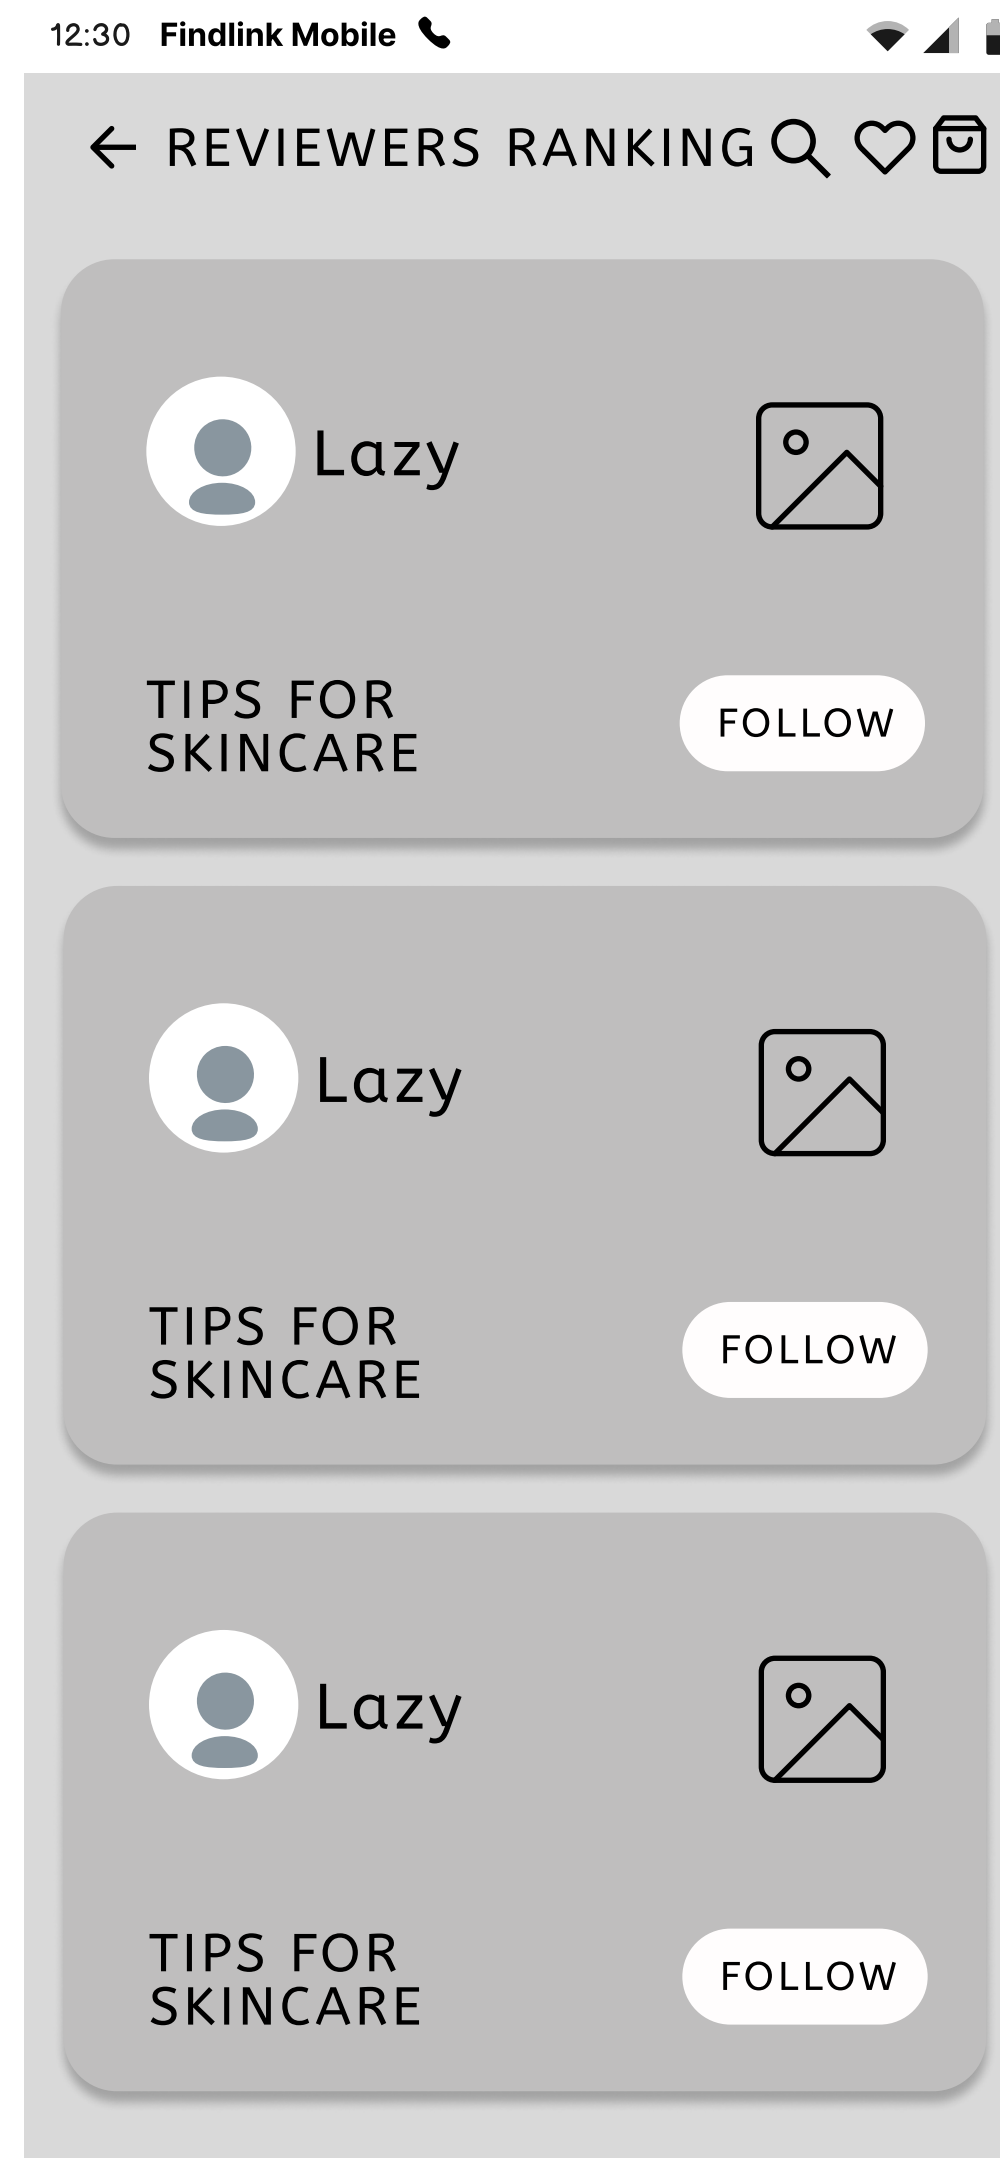 12:30 Findlink Mobile
REVIEWERS RANKING
Lazy
TIPS FOR
SKINCARE
FOLLOW
Lazy
TIPS FOR
SKINCARE
FOLLOW
Lazy
TIPS FOR
SKINCARE
FOLLOW